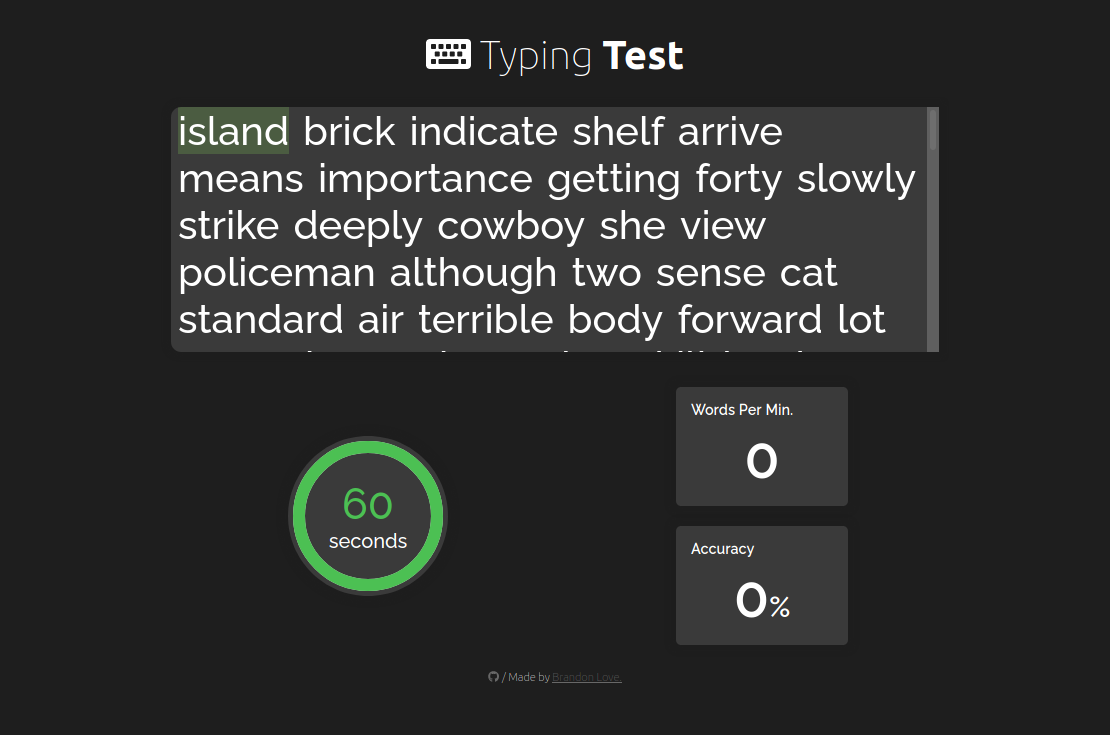 Typing Test
island brick indicate shelf arrive
means importance getting forty slowly
strike deeply cowboy she view
policeman although two sense cat
standard air terrible body forward lot
60
seconds
Words Per Min.
0
Accuracy
0%
/ Made by Brandon Love.